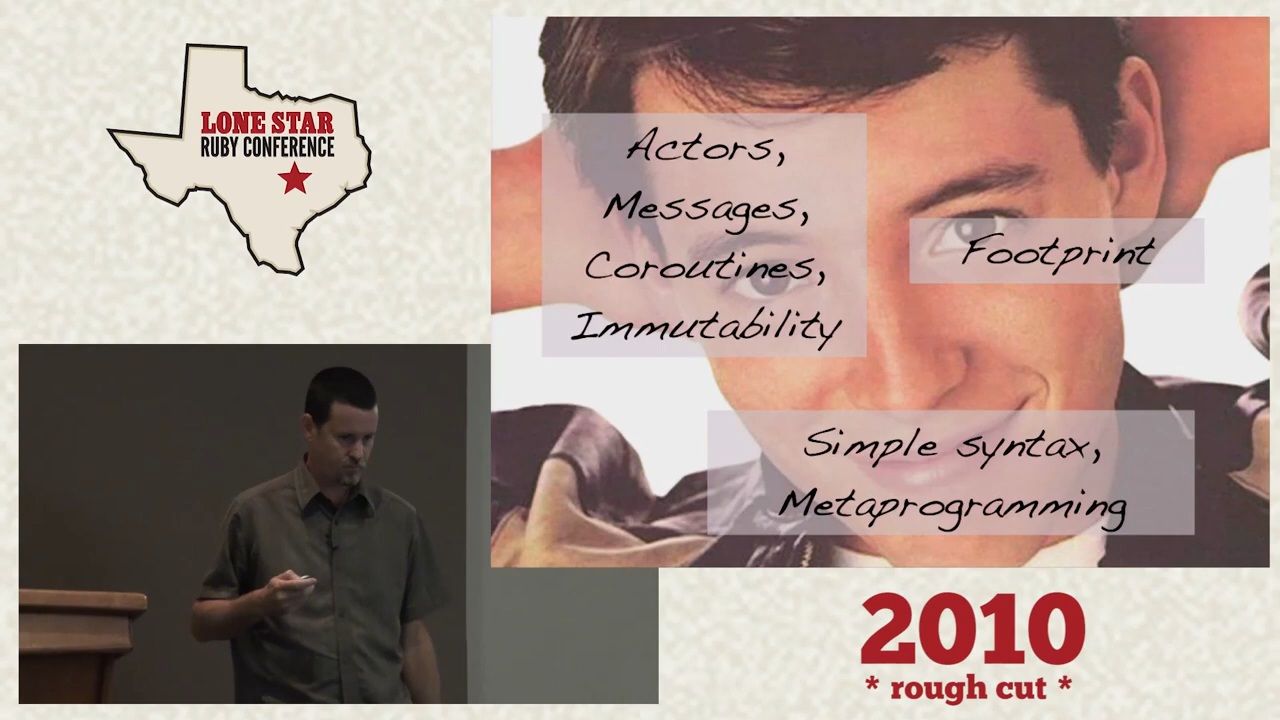 LONE STAR
RUBY CONFERENCE
Actors,
Messages,
Coroutines,
Immutability
Footprint
Simple syntax,
Metaprogramming
2010
* rough cut *